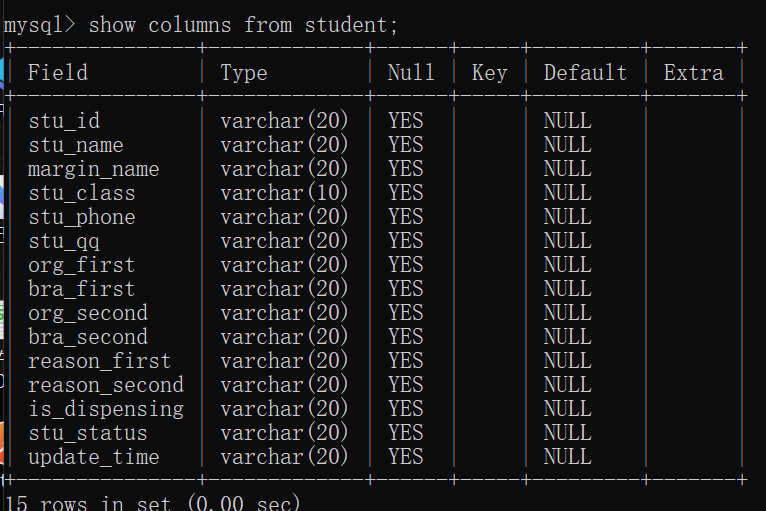 mysql> show columns from student;
+----------------+-------------+------+-----+---------+-------+
| Field          | Type        | Null | Key | Default | Extra |
+----------------+-------------+------+-----+---------+-------+
| stu_id         | varchar(20) | YES  |     | NULL    |       |
| stu_name       | varchar(20) | YES  |     | NULL    |       |
| margin_name    | varchar(20) | YES  |     | NULL    |       |
| stu_class      | varchar(10) | YES  |     | NULL    |       |
| stu_phone      | varchar(20) | YES  |     | NULL    |       |
| stu_qq         | varchar(20) | YES  |     | NULL    |       |
| org_first      | varchar(20) | YES  |     | NULL    |       |
| bra_first      | varchar(20) | YES  |     | NULL    |       |
| org_second     | varchar(20) | YES  |     | NULL    |       |
| bra_second     | varchar(20) | YES  |     | NULL    |       |
| reason_first   | varchar(20) | YES  |     | NULL    |       |
| reason_second  | varchar(20) | YES  |     | NULL    |       |
| is_dispensing  | varchar(20) | YES  |     | NULL    |       |
| stu_status     | varchar(20) | YES  |     | NULL    |       |
| update_time    | varchar(20) | YES  |     | NULL    |       |
+----------------+-------------+------+-----+---------+-------+
15 rows in set (0.00 sec)